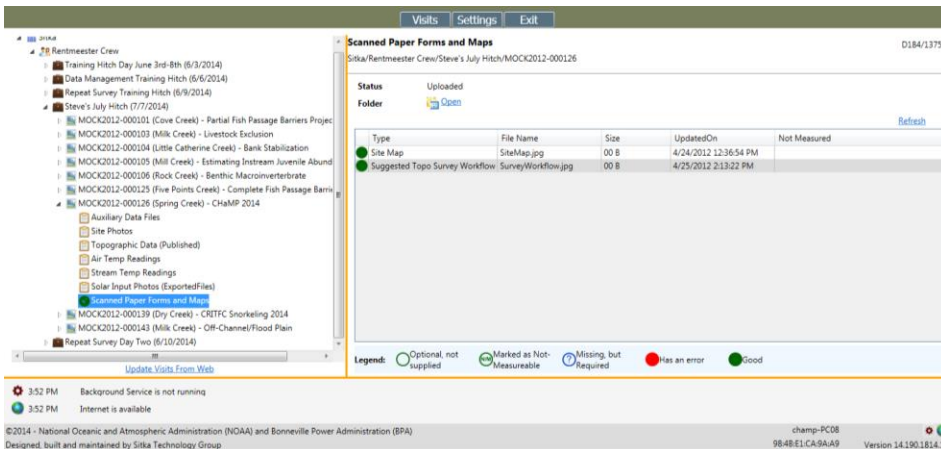 Visits Settings Exit
Sitka
Rentmeester Crew
Training Hitch Day June 3rd-8th (6/3/2014)
Data Management Training Hitch (6/6/2014)
Repeat Survey Training Hitch (6/9/2014)
Steve's July Hitch (7/7/2014)
MOCK2012-000101 (Cove Creek) - Partial Fish Passage Barriers Projec
MOCK2012-000103 (Milk Creek) - Livestock Exclusion
MOCK2012-000104 (Little Catherine Creek) - Bank Stabilization
MOCK2012-000105 (Mill Creek) - Estimating Instream Juvenile Abund
MOCK2012-000106 (Rock Creek) - Benthic Macroinverterbrate
MOCK2012-000125 (Five Points Creek) - Complete Fish Passage Barrie
MOCK2012-000126 (Spring Creek) - CHaMP 2014
Auxiliary Data Files
Site Photos
Topographic Data (Published)
Air Temp Readings
Stream Temp Readings
Solar Input Photos (ExportedFiles)
Scanned Paper Forms and Maps
MOCK2012-000139 (Dry Creek) - CRITFC Snorkeling 2014
MOCK2012-000143 (Milk Creek) - Off-Channel/Flood Plain
Repeat Survey Day Two (6/10/2014)
Update Visits From Web
Scanned Paper Forms and Maps D184/1375
Sitka/Rentmeester Crew/Steve's July Hitch/MOCK2012-000126
Status Uploaded
Folder Open
Refresh
Type File Name Size UpdatedOn Not Measured
Site Map SiteMap.jpg 00 B 4/24/2012 12:36:54 PM
Suggested Topo Survey Workflow SurveyWorkflow.jpg 00 B 4/25/2012 2:13:22 PM
Legend: Optional, not supplied N/M Marked as Not-Measureable ? Missing, but Required Has an error Good
3:52 PM Background Service is not running
3:52 PM Internet is available
©2014 - National Oceanic and Atmospheric Administration (NOAA) and Bonneville Power Administration (BPA) champ-PC08
Designed, built and maintained by Sitka Technology Group 98:4B:E1:CA:9A:A9 Version 14.190.1814.